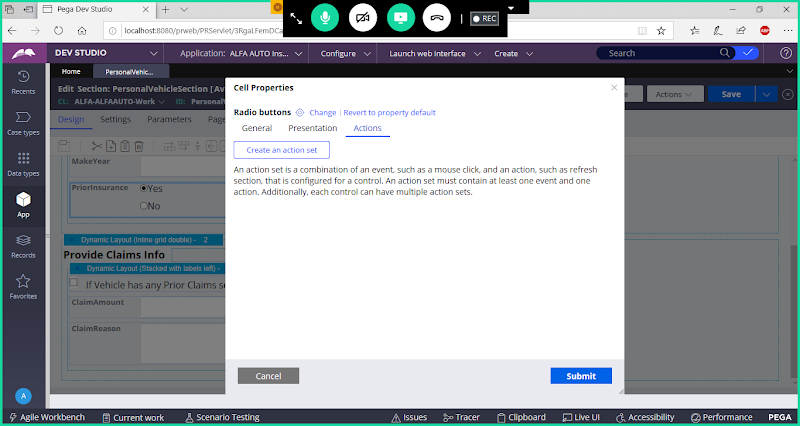 Pega Dev Studio
localhost:8080/prweb/PRServlet/3RgaLFemDCa
REC
DEV STUDIO
Application: ALFA AUTO Ins...
Configure
Launch web interface
Create
Search
Home
PersonalVehic...
Recents
Case types
Data types
App
Records
Favorites
A
Edit Section: PersonalVehicleSection [Av
CL: ALFA-ALFAAUTO-Work
ID: PersonalV
Actions
Save
Design
Settings
Parameters
Page
MakeYear
PriorInsurance
Yes
No
Dynamic Layout (Inline grid double) - 2
Provide Claims Info
Dynamic Layout (Stacked with labels left) -
If Vehicle has any Prior Claims se
ClaimAmount
ClaimReason
Cell Properties
Radio buttons
Change | Revert to property default
General
Presentation
Actions
Create an action set
An action set is a combination of an event, such as a mouse click, and an action, such as refresh
section, that is configured for a control. An action set must contain at least one event and one
action. Additionally, each control can have multiple action sets.
Cancel
Submit
Agile Workbench
Current work
Scenario Testing
Issues
Tracer
Clipboard
Live UI
Accessibility
Performance
PEGA